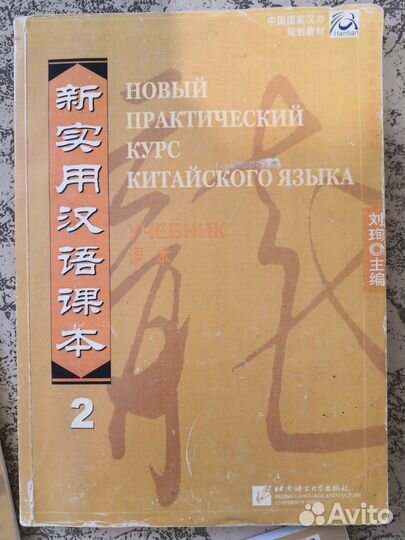 中国国家汉办
规划教材
Hanban
新实用汉语课本
2
НОВЫЙ
ПРАКТИЧЕСКИЙ
КУРС
КИТАЙСКОГО ЯЗЫКА
УЧЕБНИК
课本
刘珣◎主编
北京语言大学出版社
BEIJING LANGUAGE AND CULTURE
UNIVERSITY PRESS
Avito